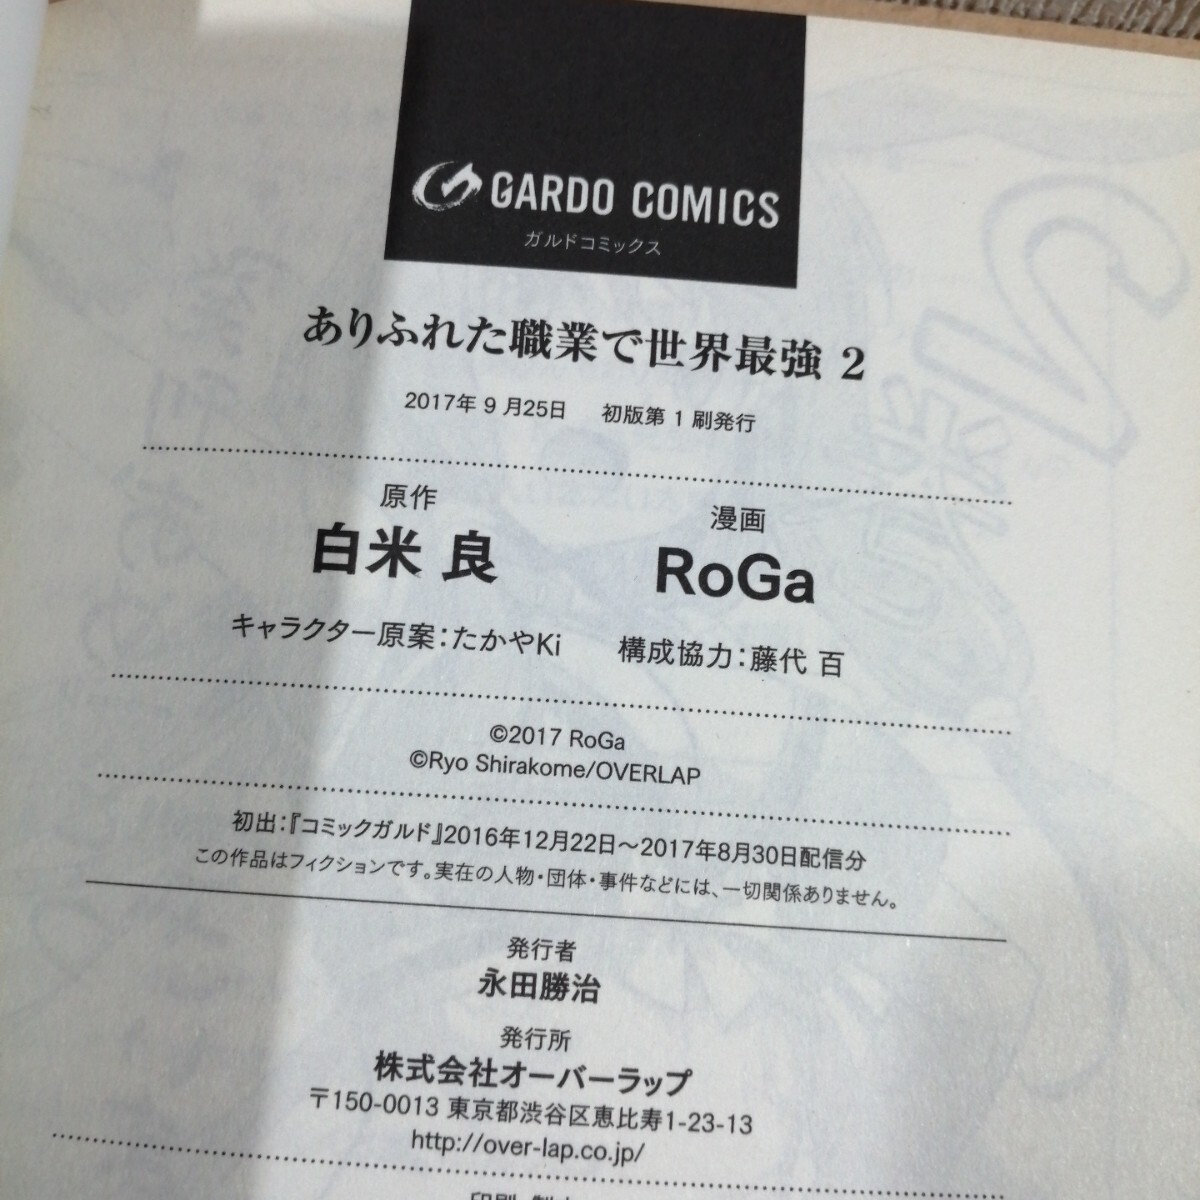 GARDO COMICS
ガルドコミックス
ありふれた職業で世界最強 2
2017年9月25日 初版第1刷発行
原作
白米 良
漫画
RoGa
キャラクター原案：たかやKi 構成協力：藤代 百
©2017 RoGa
©Ryo Shirakome/OVERLAP
初出：『コミックガルド』2016年12月22日～2017年8月30日配信分
この作品はフィクションです。実在の人物・団体・事件などには、一切関係ありません。
発行者
永田勝治
発行所
株式会社オーバーラップ
〒150-0013 東京都渋谷区恵比寿1-23-13
http://over-lap.co.jp/